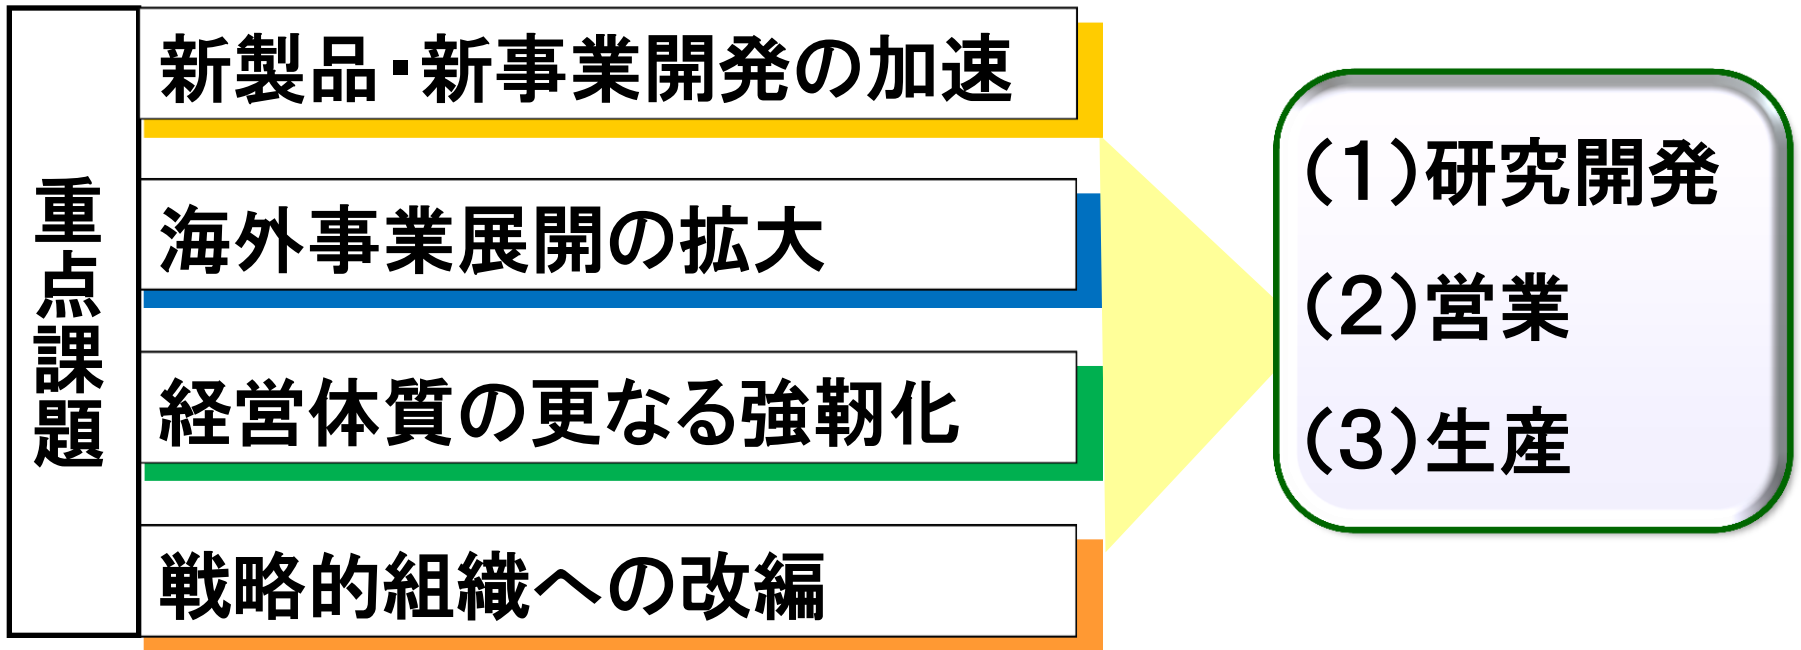 重点課題
新製品・新事業開発の加速
海外事業展開の拡大
経営体質の更なる強靭化
戦略的組織への改編
(1)研究開発
(2)営業
(3)生産